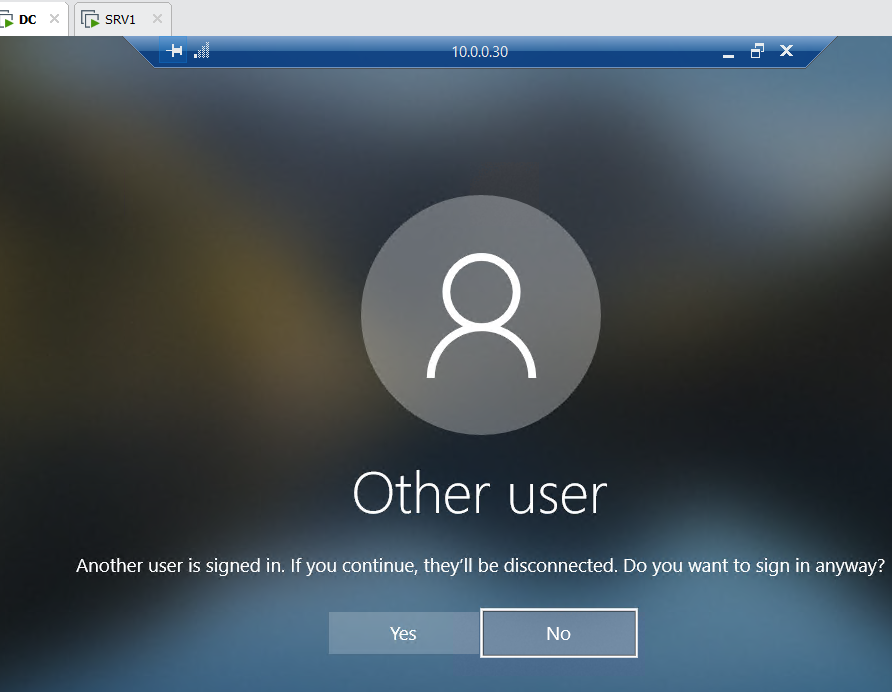 DC
SRV1
10.0.0.30
Other user
Another user is signed in. If you continue, they’ll be disconnected. Do you want to sign in anyway?
Yes
No